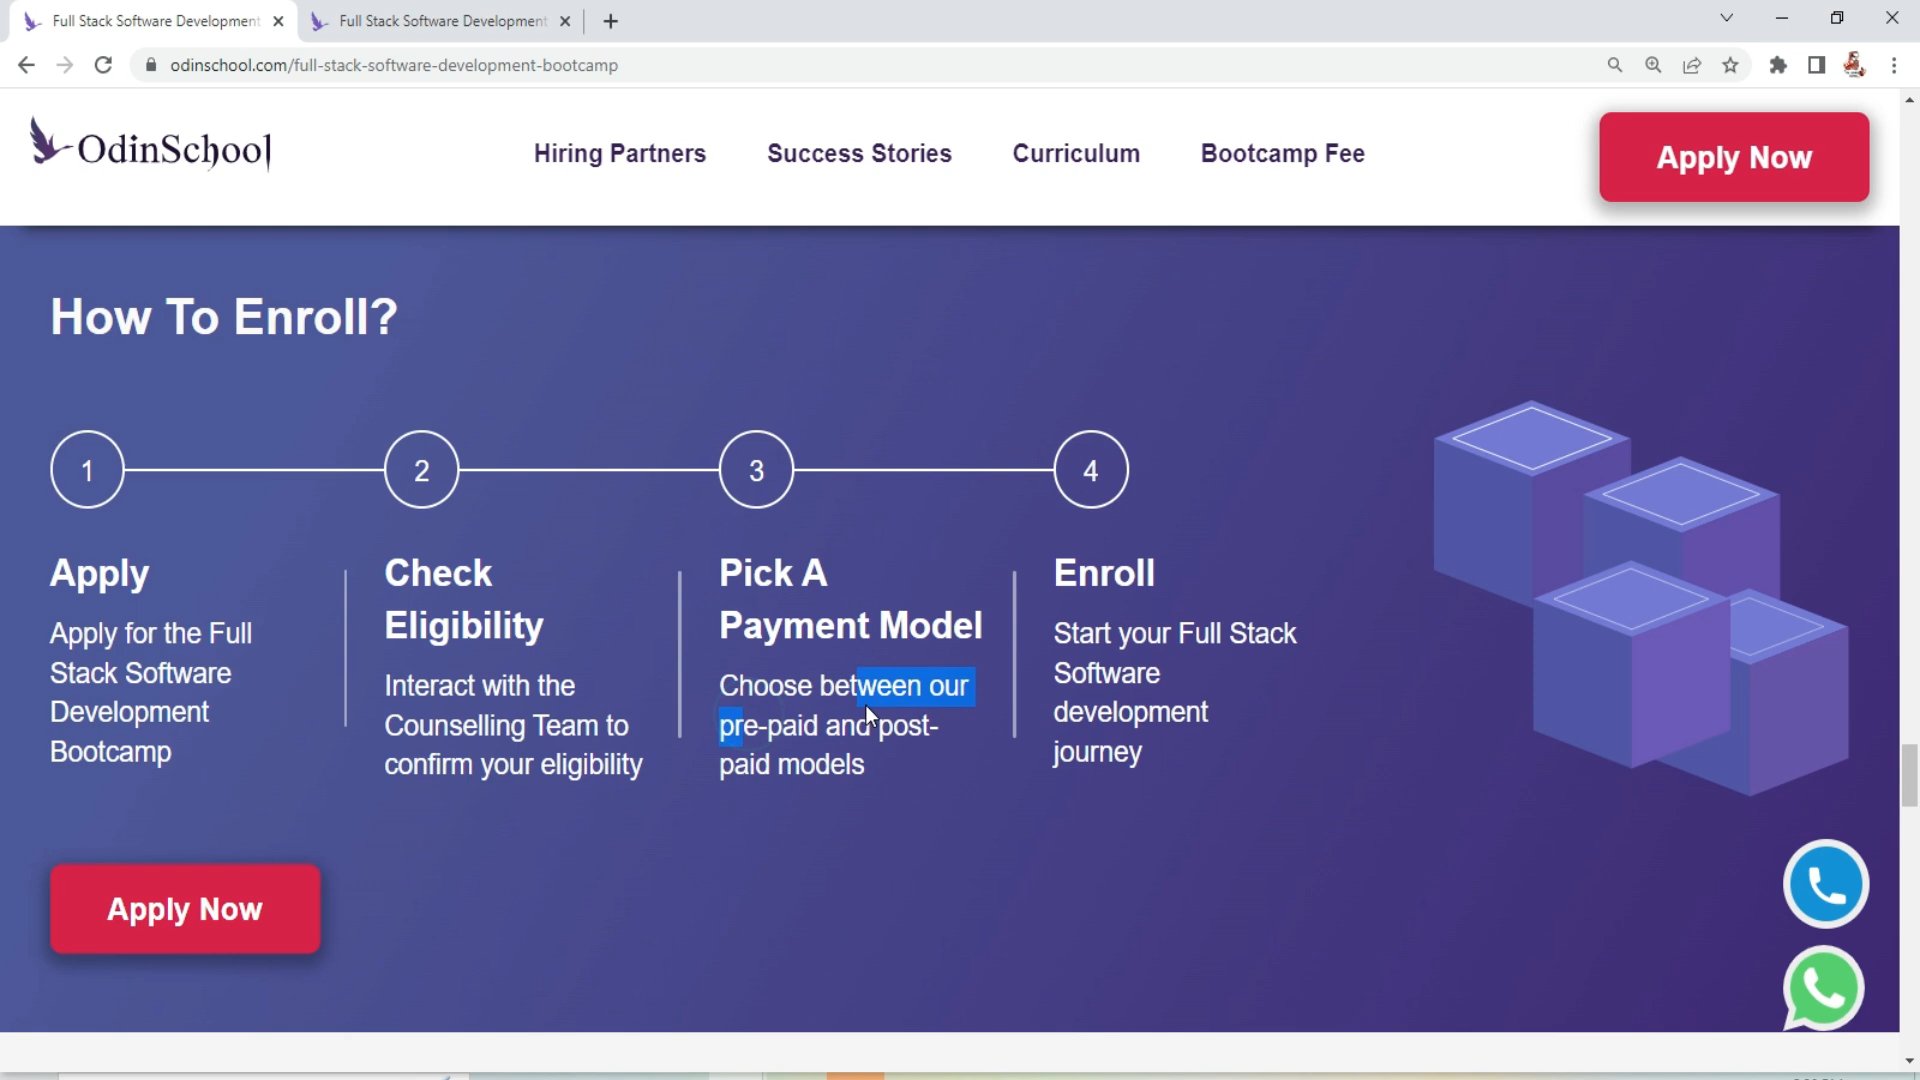 Full Stack Software Development
Full Stack Software Development
odinschool.com/full-stack-software-development-bootcamp
OdinSchool
Hiring Partners
Success Stories
Curriculum
Bootcamp Fee
Apply Now
How To Enroll?
1
2
3
4
Apply
Apply for the Full
Stack Software
Development
Bootcamp
Check
Eligibility
Interact with the
Counselling Team to
confirm your eligibility
Pick A
Payment Model
Choose between our
pre-paid and post-
paid models
Enroll
Start your Full Stack
Software
development
journey
Apply Now